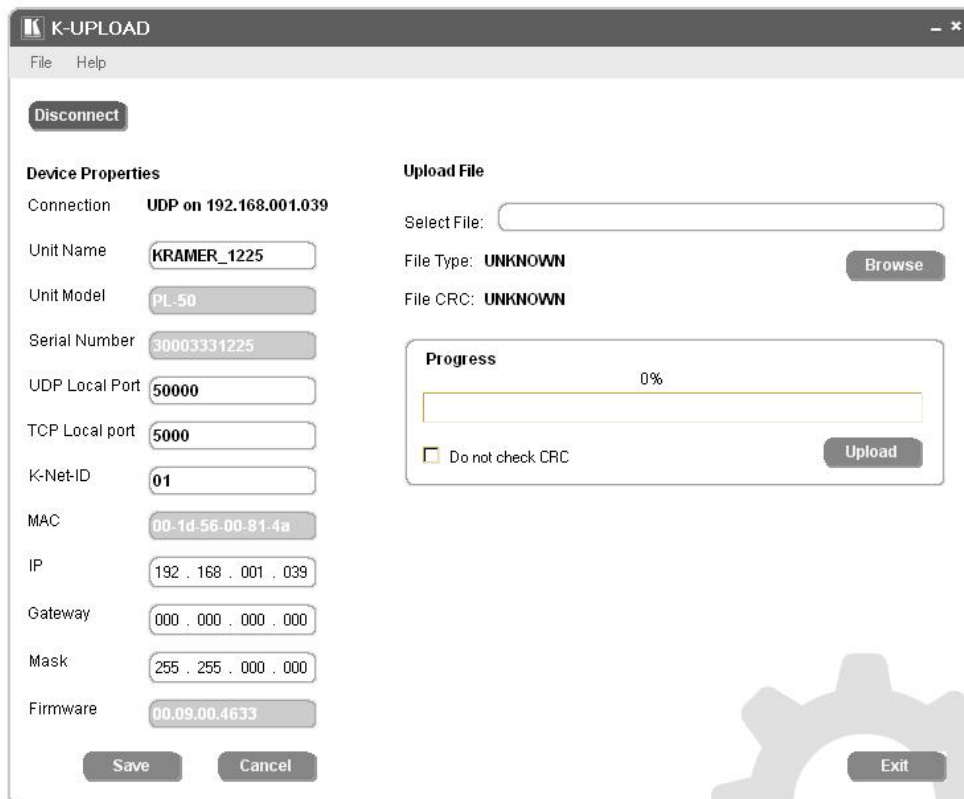 K-UPLOAD
File Help
Disconnect
Device Properties
Connection UDP on 192.168.001.039
Unit Name KRAMER_1225
Unit Model PL-50
Serial Number 30003331225
UDP Local Port 50000
TCP Local port 5000
K-Net-ID 01
MAC 00-1d-56-00-81-4a
IP 192 . 168 . 001 . 039
Gateway 000 . 000 . 000 . 000
Mask 255 . 255 . 000 . 000
Firmware 00.09.00.4633
Save Cancel
Upload File
Select File:
File Type: UNKNOWN
Browse
File CRC: UNKNOWN
Progress
0%
Do not check CRC
Upload
Exit